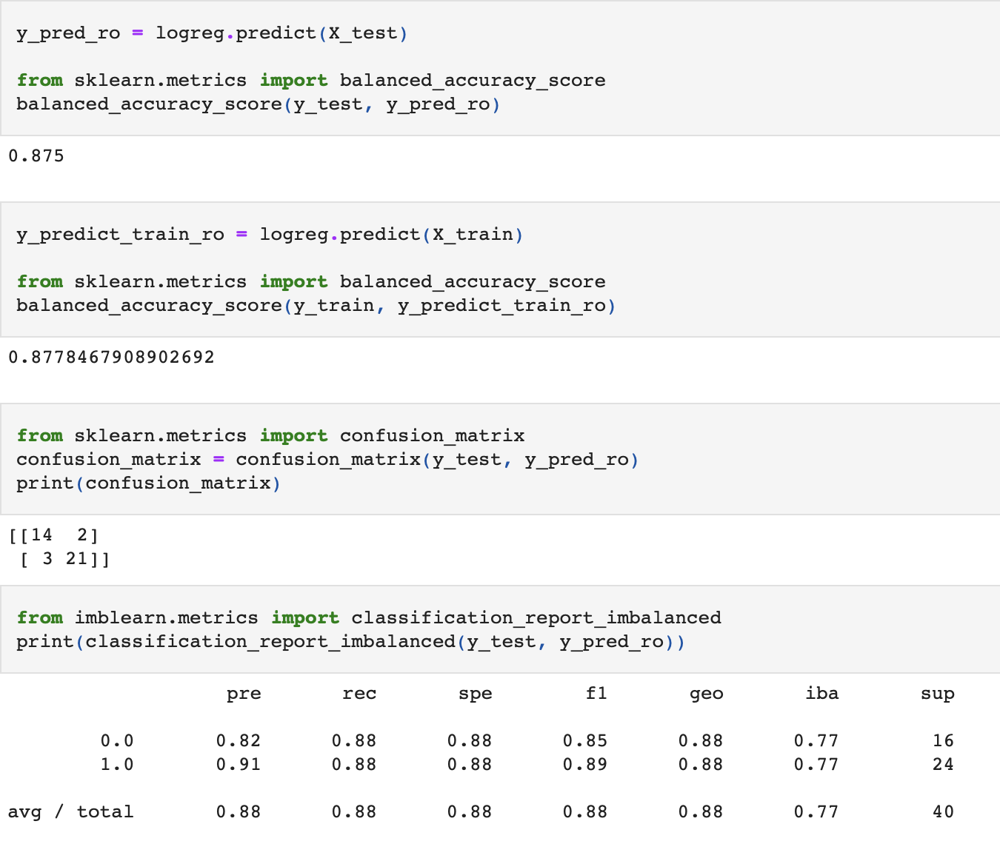 y_pred_ro = logreg.predict(X_test)
from sklearn.metrics import balanced_accuracy_score
balanced_accuracy_score(y_test, y_pred_ro)
0.875
y_predict_train_ro = logreg.predict(X_train)
from sklearn.metrics import balanced_accuracy_score
balanced_accuracy_score(y_train, y_predict_train_ro)
0.8778467908902692
from sklearn.metrics import confusion_matrix
confusion_matrix = confusion_matrix(y_test, y_pred_ro)
print(confusion_matrix)
[[14  2]
 [ 3 21]]
from imblearn.metrics import classification_report_imbalanced
print(classification_report_imbalanced(y_test, y_pred_ro))
pre rec spe f1 geo iba sup
0.0 0.82 0.88 0.88 0.85 0.88 0.77 16
1.0 0.91 0.88 0.88 0.89 0.88 0.77 24
avg / total 0.88 0.88 0.88 0.88 0.88 0.77 40